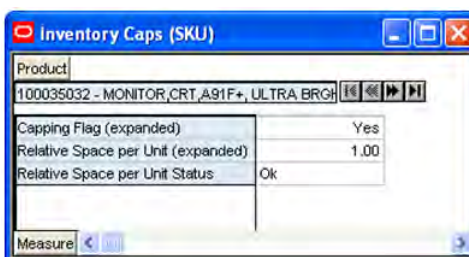 Inventory Caps (SKU)
Product
100035032 - MONITOR,CRT,A91F+, ULTRA BRGH
Capping Flag (expanded) Yes
Relative Space per Unit (expanded) 1.00
Relative Space per Unit Status Ok
Measure